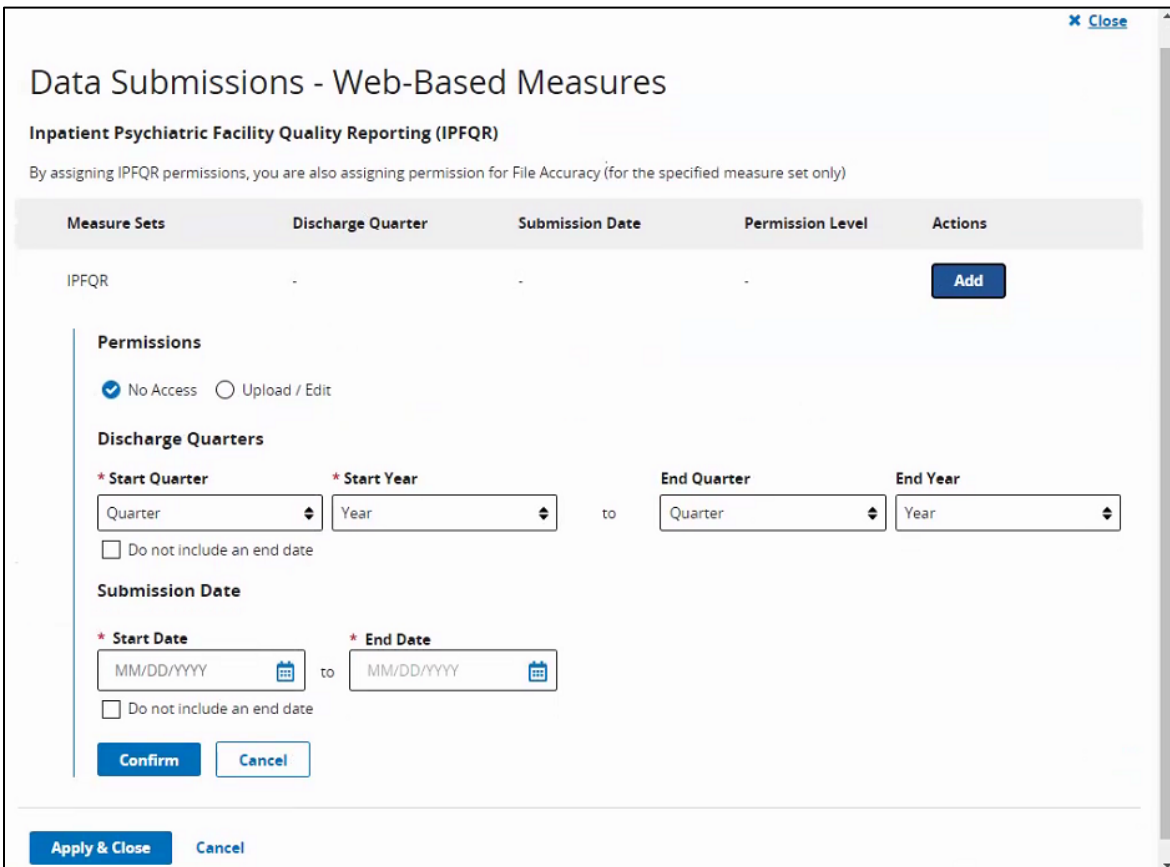 ✖ Close
Data Submissions - Web-Based Measures
Inpatient Psychiatric Facility Quality Reporting (IPFQR)
By assigning IPFQR permissions, you are also assigning permission for File Accuracy (for the specified measure set only)
Measure Sets Discharge Quarter Submission Date Permission Level Actions
IPFQR - - - Add
Permissions
No Access Upload / Edit
Discharge Quarters
* Start Quarter * Start Year End Quarter End Year
Quarter Year to Quarter Year
Do not include an end date
Submission Date
* Start Date * End Date
MM/DD/YYYY to MM/DD/YYYY
Do not include an end date
Confirm Cancel
Apply & Close Cancel